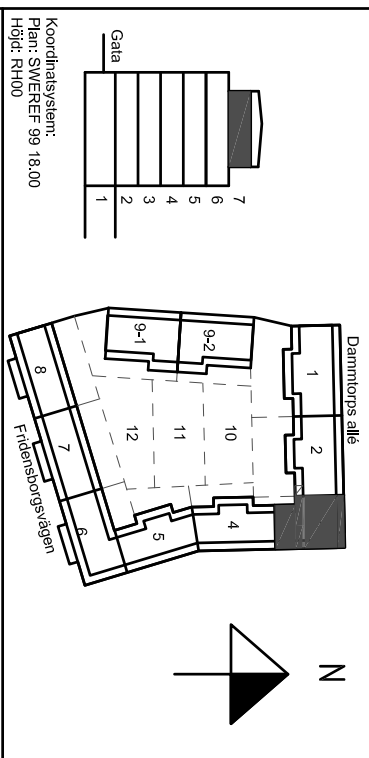 Gata
1
2
3
4
5
6
7
Koordinatsystem:
Plan: SWEREF 99 18.00
Höjd: RH00
Dammtorps allé
1
2
9-1
9-2
10
11
12
4
5
6
7
8
Fridensborgsvägen
N